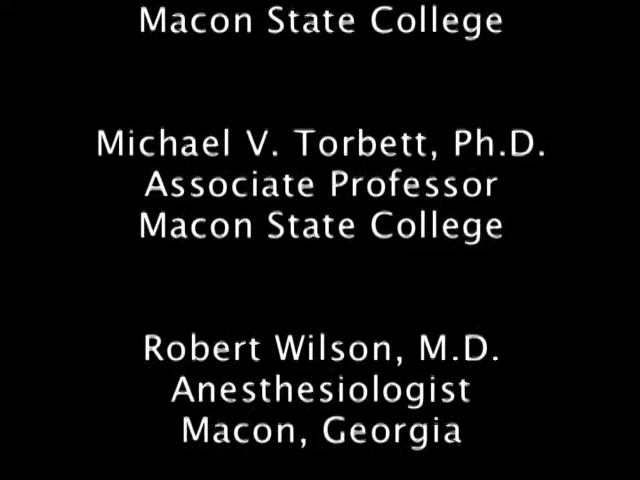 Macon State College
Michael V. Torbett, Ph.D.
Associate Professor
Macon State College
Robert Wilson, M.D.
Anesthesiologist
Macon, Georgia